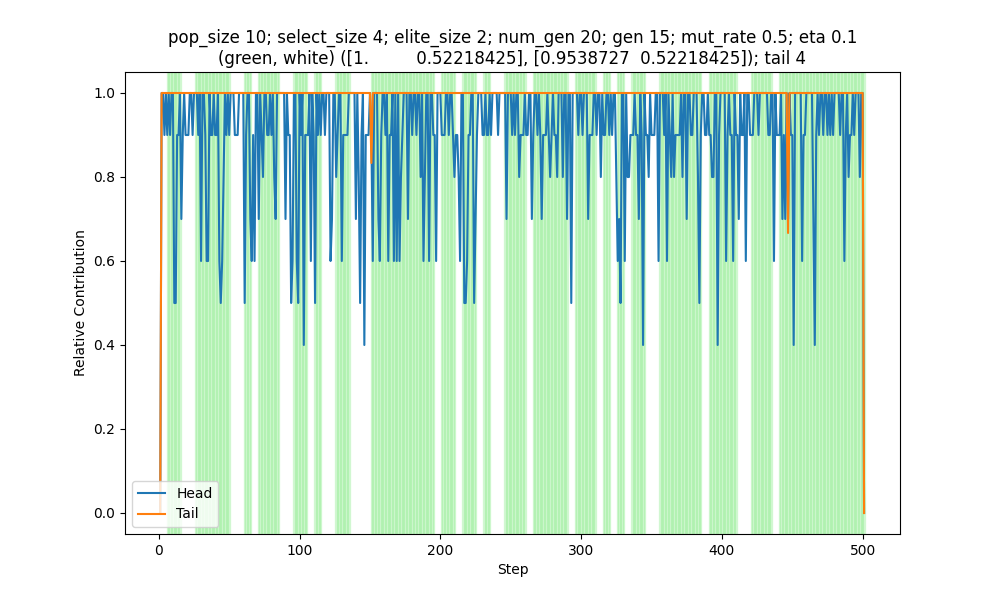 pop_size 10; select_size 4; elite_size 2; num_gen 20; gen 15; mut_rate 0.5; eta 0.1
(green, white) ([1.         0.52218425], [0.9538727  0.52218425]); tail 4
1.0
0.8
0.6
0.4
0.2
0.0
Relative Contribution
Head
Tail
0
100
200
300
400
500
Step